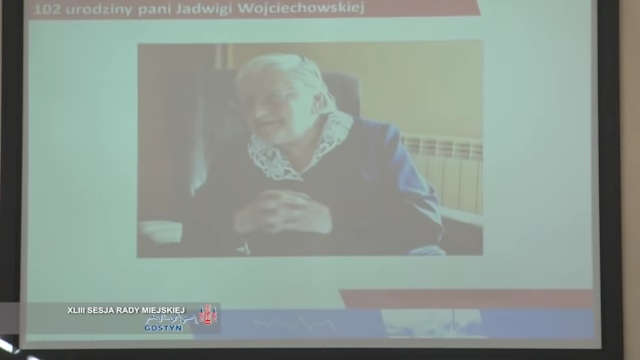 102 urodziny pani Jadwigi Wojciechowskiej
XLIII SESJA RADY MIEJSKIEJ
GOSTYŃ